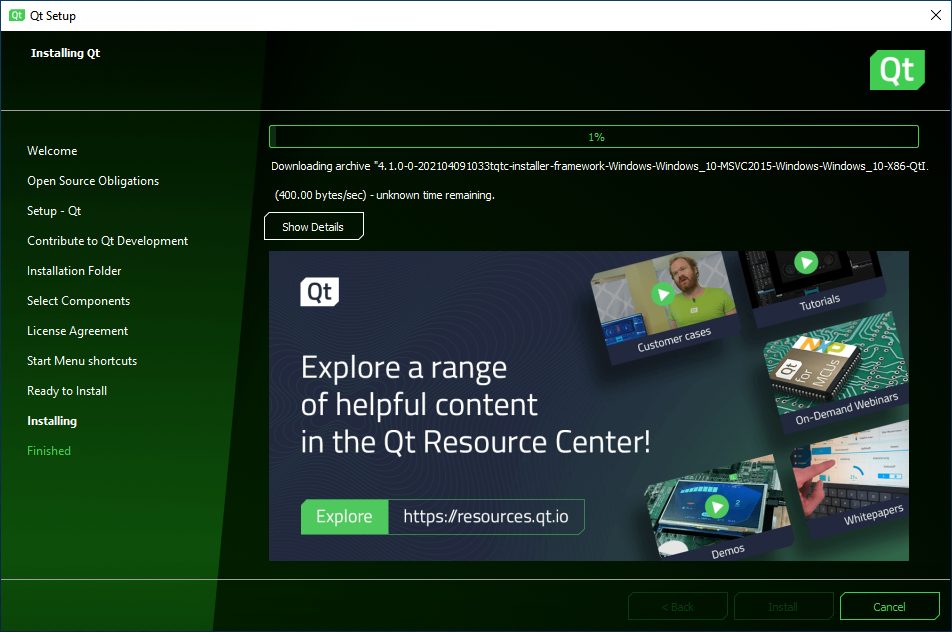 Qt Qt Setup
Installing Qt
Qt
Welcome
Open Source Obligations
Setup - Qt
Contribute to Qt Development
Installation Folder
Select Components
License Agreement
Start Menu shortcuts
Ready to Install
Installing
Finished
1%
Downloading archive "4.1.0-0-202104091033tqtc-installer-framework-Windows-Windows_10-MSVC2015-Windows-Windows_10-X86-QtI.
(400.00 bytes/sec) - unknown time remaining.
Show Details
Qt
Explore a range
of helpful content
in the Qt Resource Center!
Explore https://resources.qt.io
Customer cases
Tutorials
NXP
Qt for MCUs
On-Demand Webinars
Whitepapers
Demos
< Back
Install
Cancel